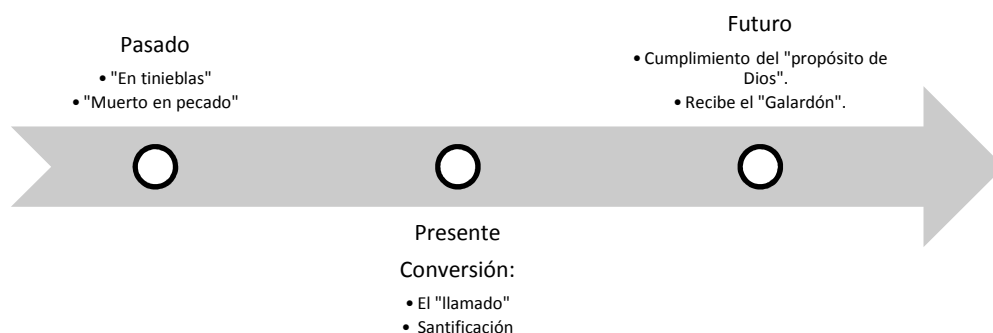 Pasado
• "En tinieblas"
• "Muerto en pecado"
Presente
Conversión:
• El "llamado"
• Santificación
Futuro
• Cumplimiento del "propósito de
Dios".
• Recibe el "Galardón".